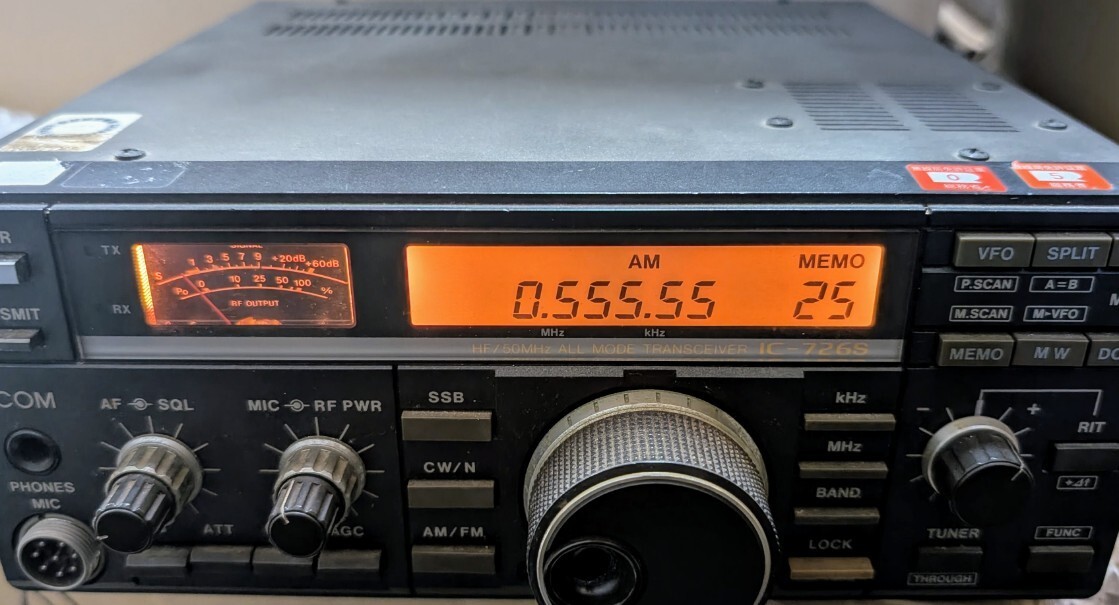 TX
RX
SIGNAL
S 1 3 5 7 9 +20dB +60dB
Po 0 10 25 50 100 %
RF OUTPUT
AM MEMO
0.555.55 25
MHz kHz
HF/50MHz ALL MODE TRANSCEIVER IC-726S
0
5
VFO SPLIT
P.SCAN A=B
M.SCAN M▸VFO
MEMO M W
R
SMIT
COM
AF SQL
MIC RF PWR
PHONES
MIC
ATT
AGC
SSB
CW/N
AM/FM
kHz
MHz
BAND
LOCK
- +
RIT
+⊿f
TUNER
THROUGH
FUNC